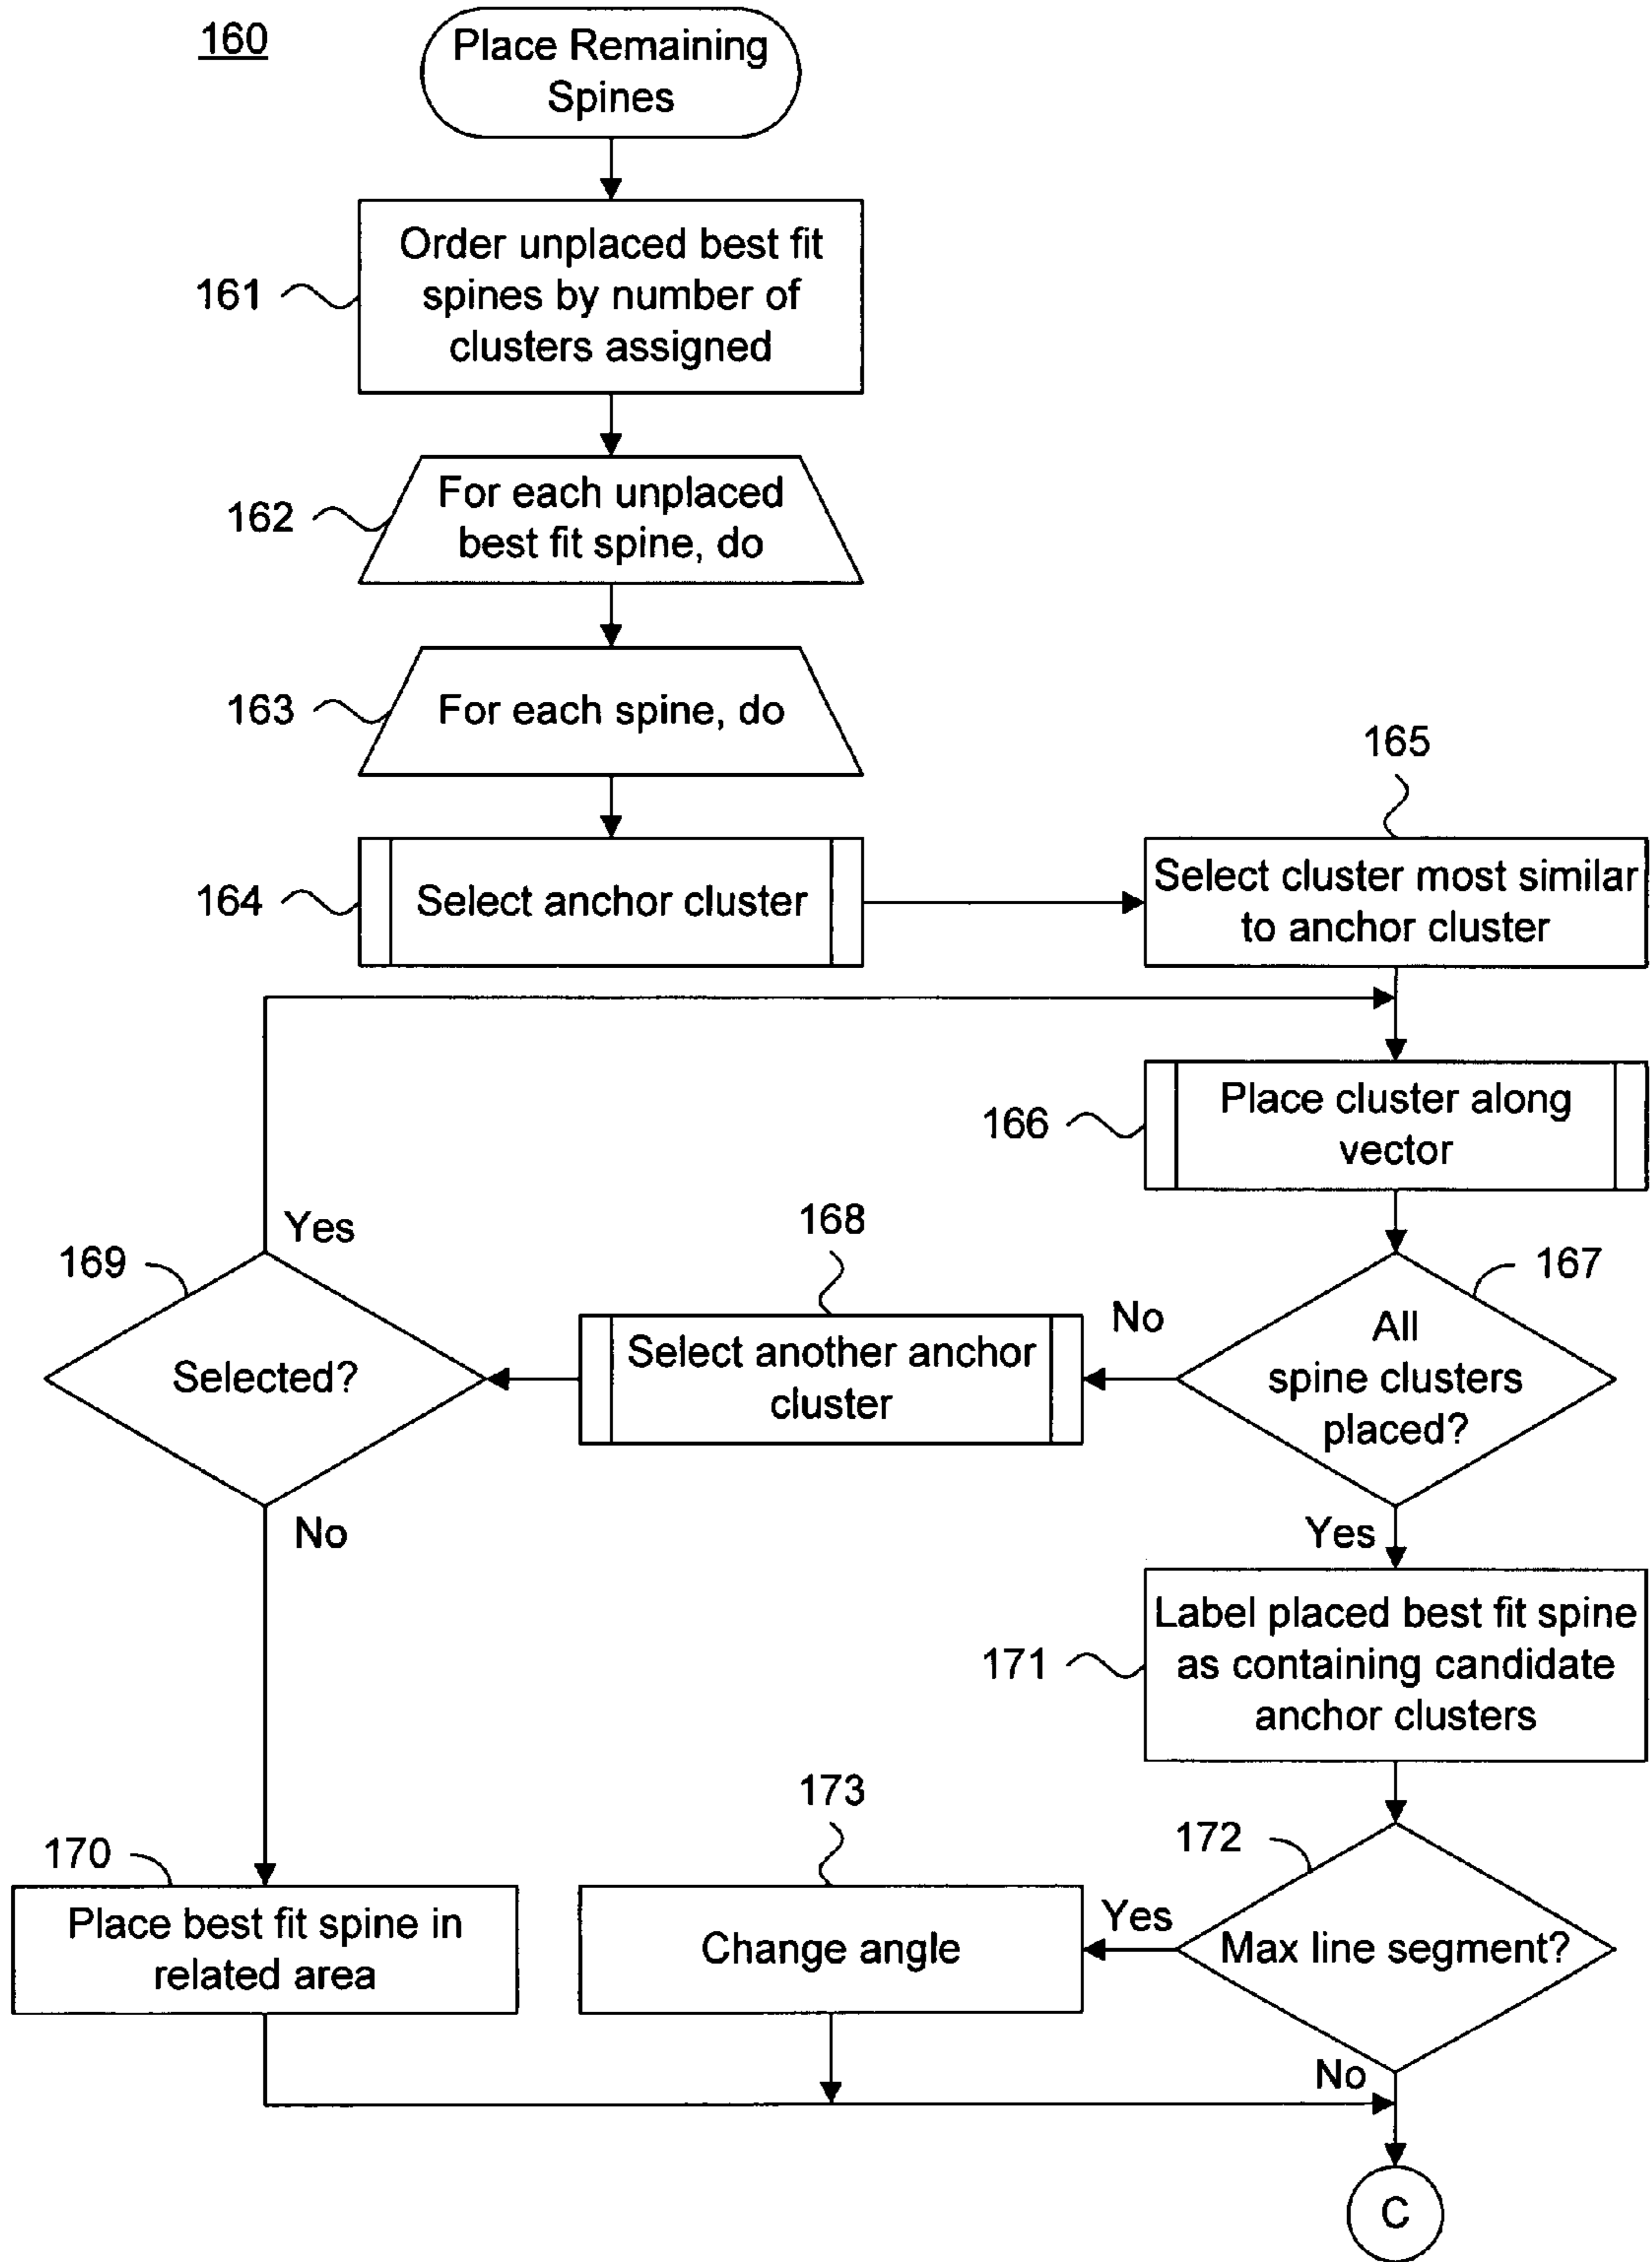 160
Place Remaining
Spines
161
Order unplaced best fit
spines by number of
clusters assigned
162
For each unplaced
best fit spine, do
163
For each spine, do
164
Select anchor cluster
165
Select cluster most similar
to anchor cluster
166
Place cluster along
vector
167
All
spine clusters
placed?
No
168
Select another anchor
cluster
169
Selected?
Yes
No
170
Place best fit spine in
related area
Yes
171
Label placed best fit spine
as containing candidate
anchor clusters
172
Max line segment?
Yes
173
Change angle
No
C